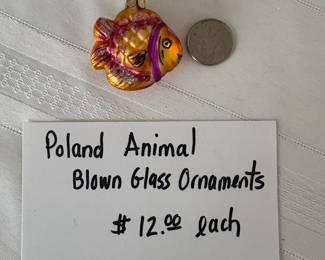 Poland Animal
Blown Glass Ornaments
$12.00 each